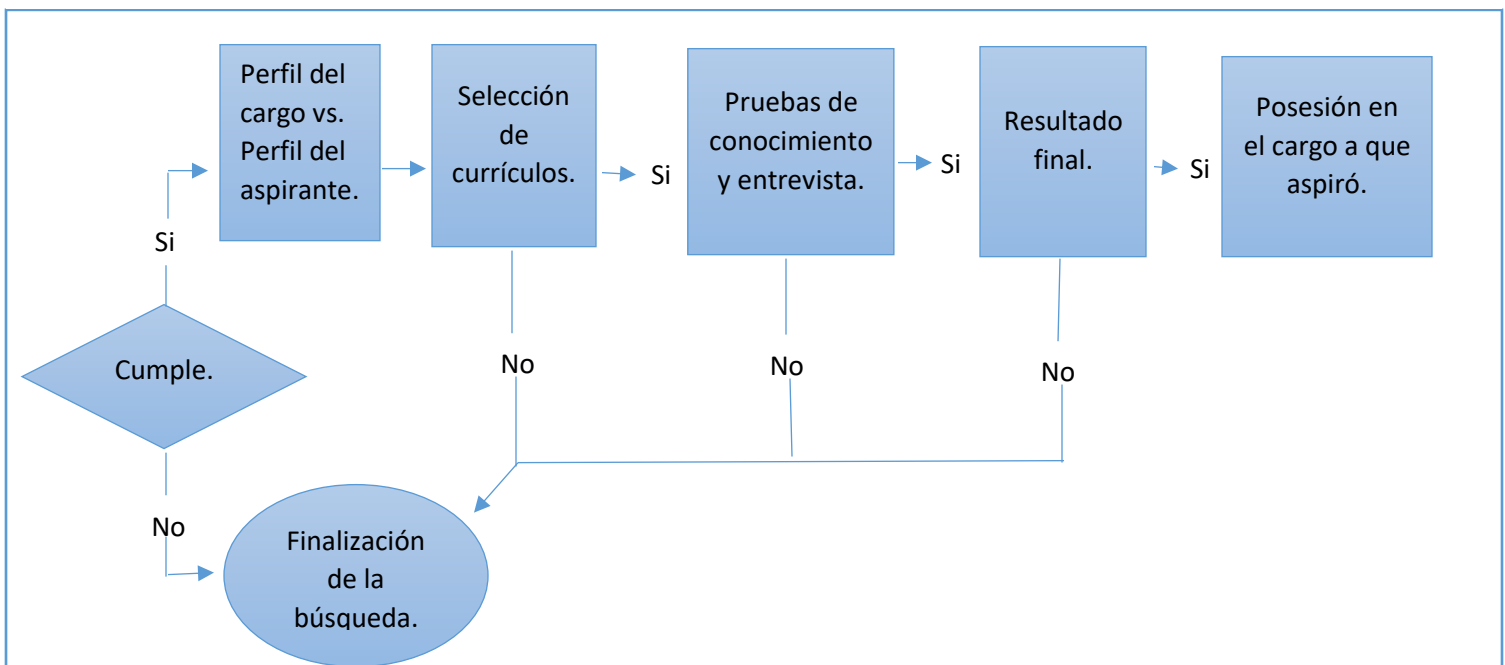 Perfil del
cargo vs.
Perfil del
aspirante.
Selección
de
currículos.
Si
Pruebas de
conocimiento
y entrevista.
Si
Resultado
final.
Si
Posesión en
el cargo a que
aspiró.
Si
Cumple.
No
No
No
No
Finalización
de la
búsqueda.